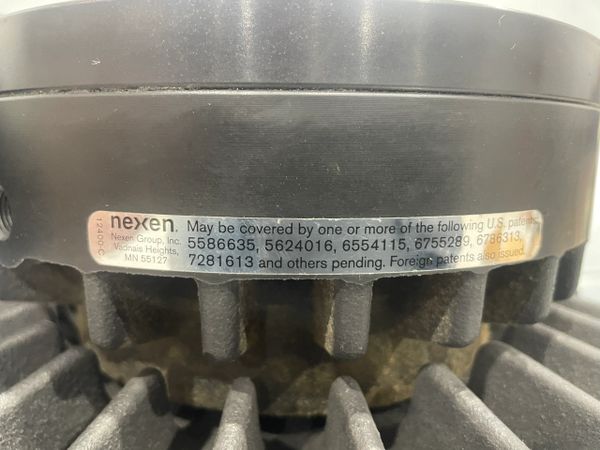 12400-C
nexen.
Nexen Group, Inc.
Vadnais Heights,
MN 55127
May be covered by one or more of the following U.S. patents
5586635, 5624016, 6554115, 6755289, 6786313,
7281613 and others pending. Foreign patents also issued.